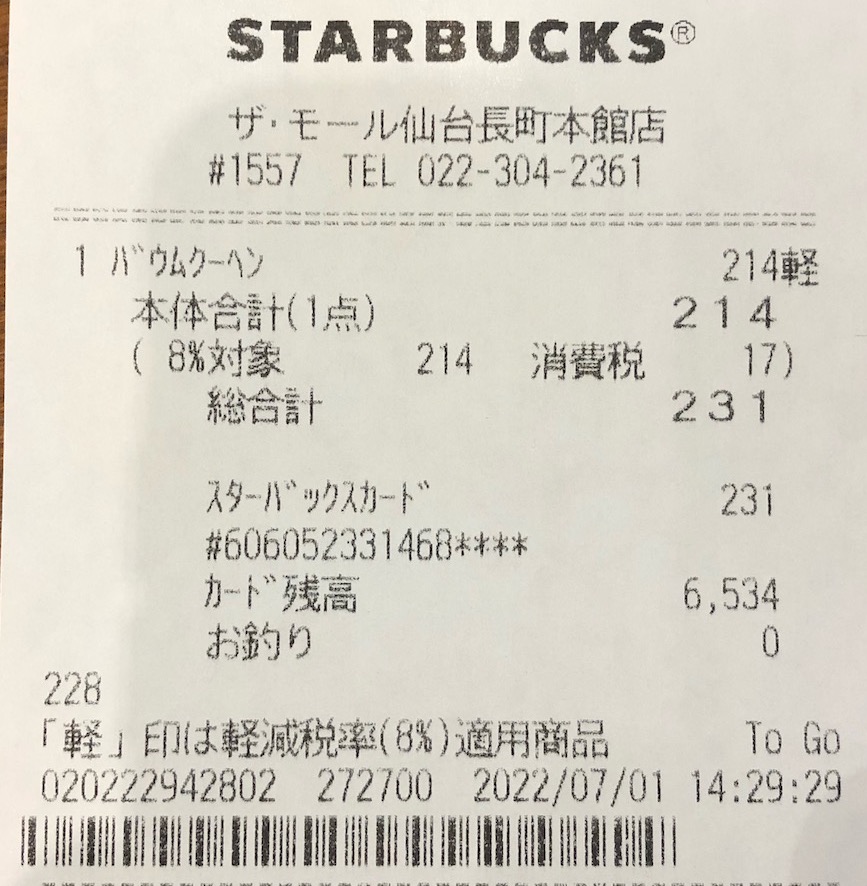 STARBUCKS®
ザ・モール仙台長町本館店
#1557 TEL 022-304-2361
1 バウムクーヘン 214軽
本体合計(1点) 214
( 8%対象 214 消費税 17)
総合計 231
スターバックスカード 231
#606052331468****
カード残高 6,534
お釣り 0
228
「軽」印は軽減税率(8%)適用商品 To Go
020222942802 272700 2022/07/01 14:29:29